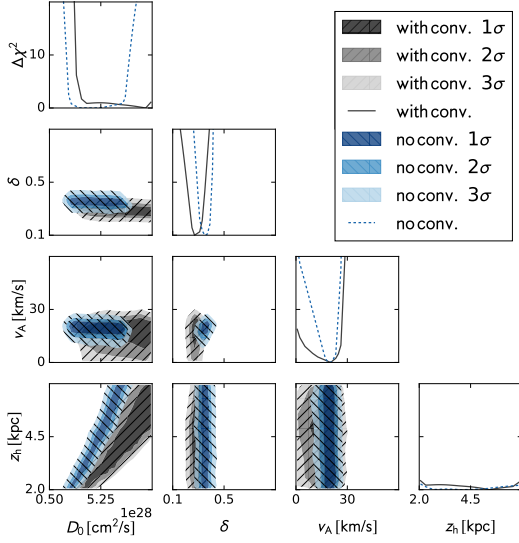 Δχ²
10
0
with conv. 1σ
with conv. 2σ
with conv. 3σ
with conv.
no conv. 1σ
no conv. 2σ
no conv. 3σ
no conv.
δ
0.5
0.1
v_A [km/s]
30
0
z_h [kpc]
4.5
2.0
0.50 5.25
1e28
D₀ [cm²/s]
0.1 0.5
δ
0 30
v_A [km/s]
2.0 4.5
z_h [kpc]